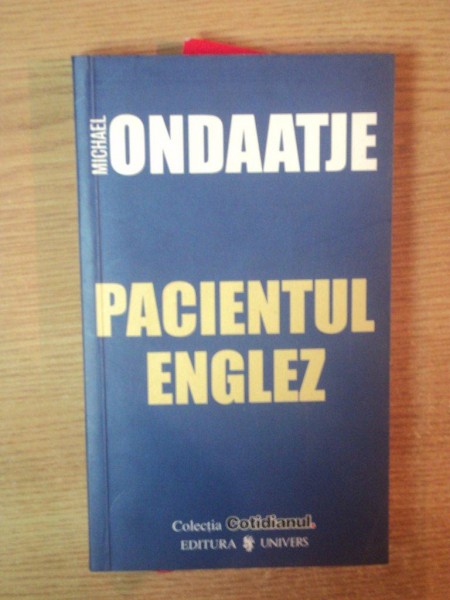 MICHAEL
ONDAATJE
PACIENTUL
ENGLEZ
Colecția Cotidianul.
EDITURA UNIVERS